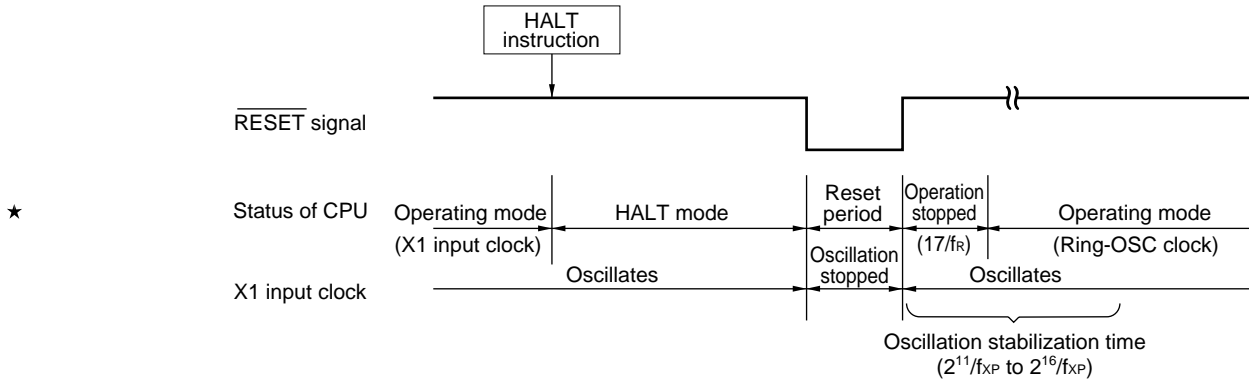 HALT
instruction
RESET signal
★ Status of CPU
Operating mode
(X1 input clock)
HALT mode
Reset
period
Operation
stopped
(17/fR)
Operating mode
(Ring-OSC clock)
X1 input clock
Oscillates
Oscillation
stopped
Oscillates
Oscillation stabilization time
(2¹¹/fXP to 2¹⁶/fXP)